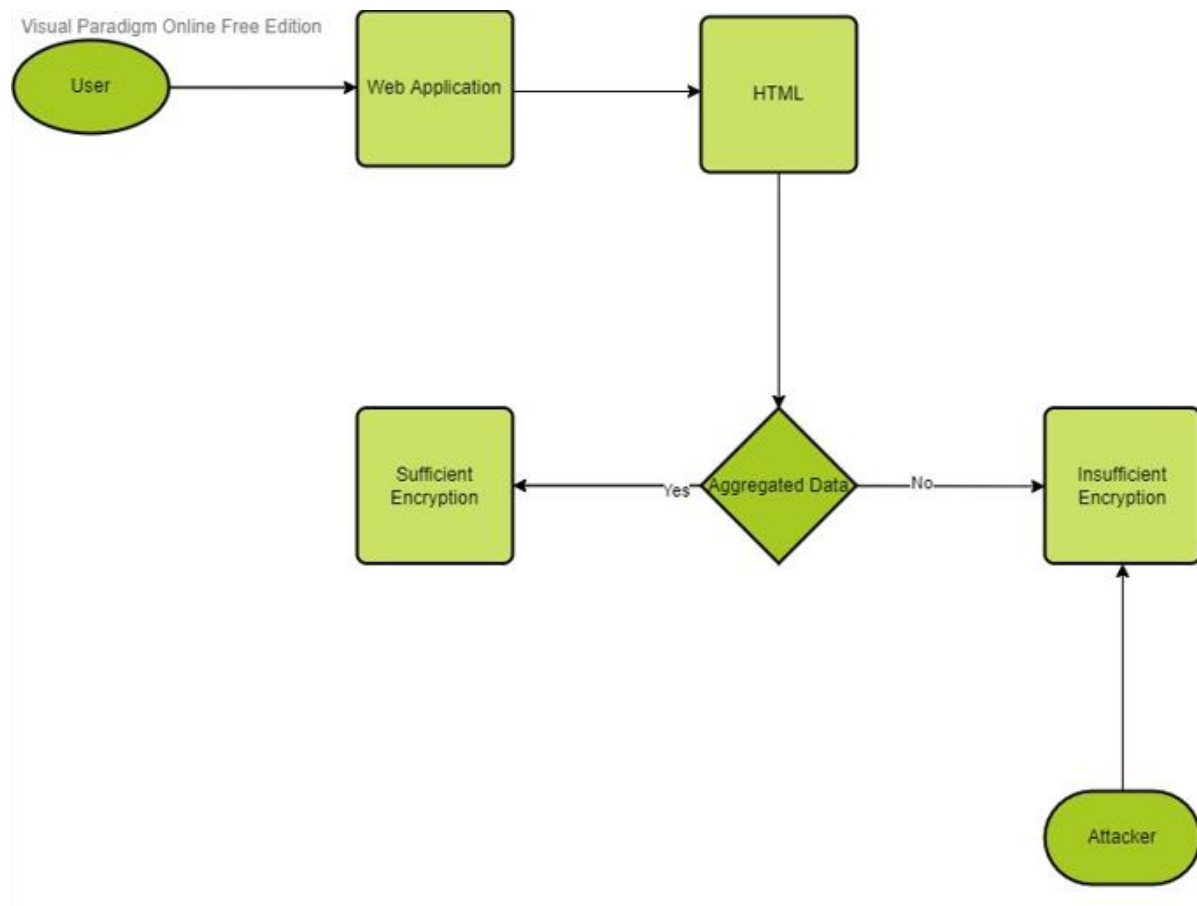 Visual Paradigm Online Free Edition
User
Web Application
HTML
Sufficient
Encryption
Yes
Aggregated Data
No
Insufficient
Encryption
Attacker